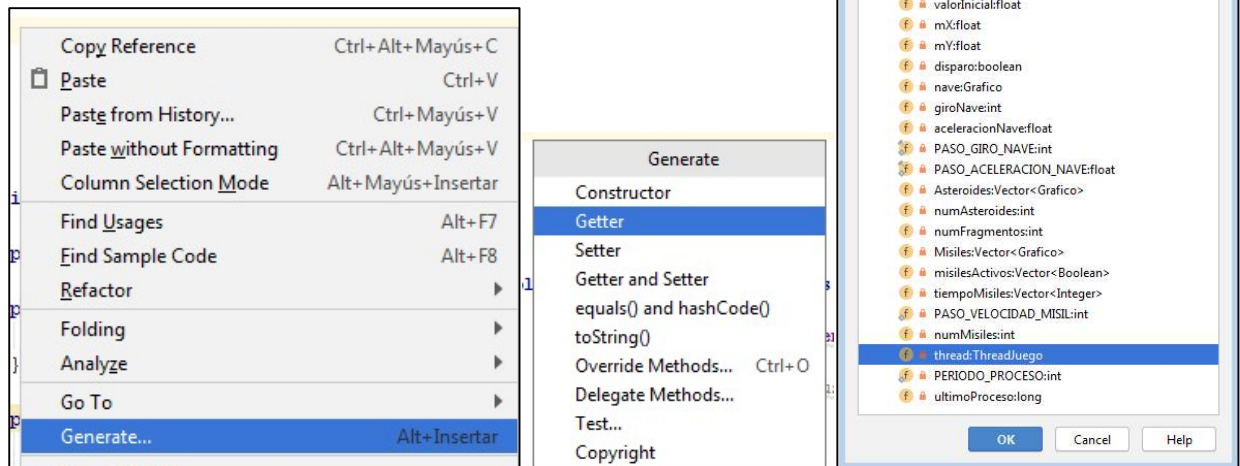 Copy Reference Ctrl+Alt+Mayús+C
Paste Ctrl+V
Paste from History... Ctrl+Mayús+V
Paste without Formatting Ctrl+Alt+Mayús+V
Column Selection Mode Alt+Mayús+Insertar
Find Usages Alt+F7
Find Sample Code Alt+F8
Refactor
Folding
Analyze
Go To
Generate... Alt+Insertar
Generate
Constructor
Getter
Setter
Getter and Setter
equals() and hashCode()
toString()
Override Methods... Ctrl+O
Delegate Methods...
Test...
Copyright
valorInicial:float
mX:float
mY:float
disparo:boolean
nave:Grafico
giroNave:int
aceleracionNave:float
PASO_GIRO_NAVE:int
PASO_ACELERACION_NAVE:float
Asteroides:Vector<Grafico>
numAsteroides:int
numFragmentos:int
Misiles:Vector<Grafico>
misilesActivos:Vector<Boolean>
tiempoMisiles:Vector<Integer>
PASO_VELOCIDAD_MISIL:int
numMisiles:int
thread:ThreadJuego
PERIODO_PROCESO:int
ultimoProceso:long
OK Cancel Help